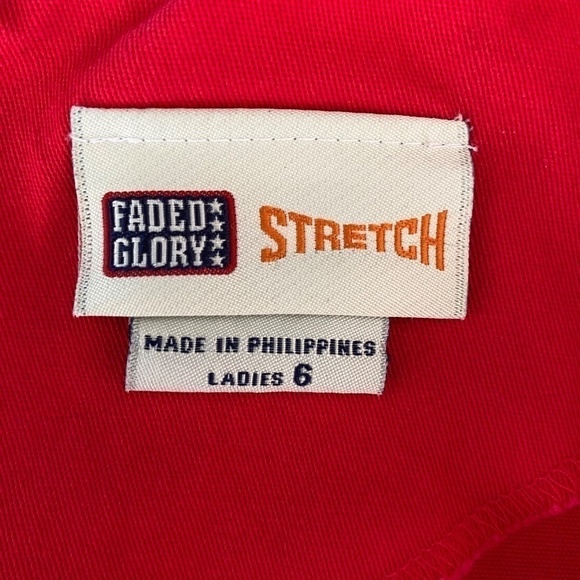 FADED
GLORY
STRETCH
MADE IN PHILIPPINES
LADIES 6